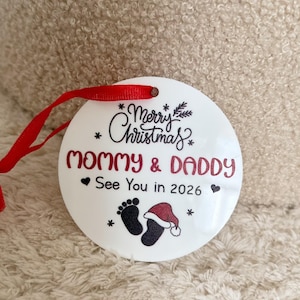 Merry
Christmas
MOMMY & DADDY
See You in 2026